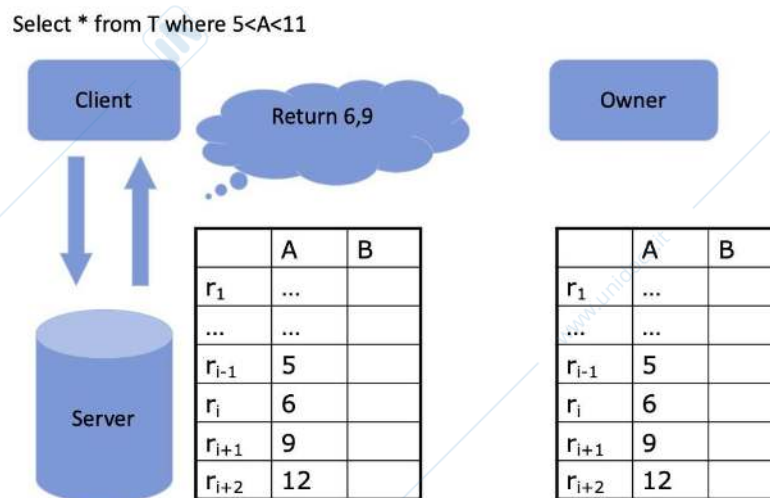 Select * from T where 5<A<11
Client
Return 6,9
Owner
A B
r₁ ...
... ...
rᵢ₋₁ 5
rᵢ 6
rᵢ₊₁ 9
rᵢ₊₂ 12
Server
A B
r₁ ...
... ...
rᵢ₋₁ 5
rᵢ 6
rᵢ₊₁ 9
rᵢ₊₂ 12